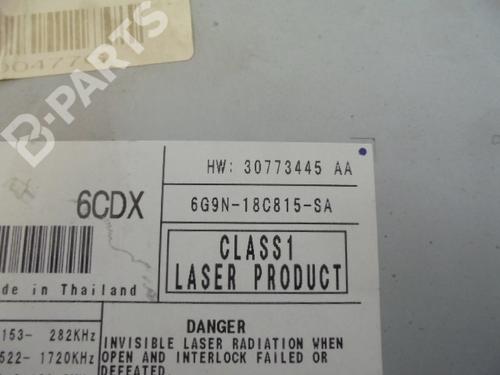 B-PARTS
HW: 30773445 AA
6CDX
6G9N-18C815-SA
CLASS1
LASER PRODUCT
de in Thailand
153- 282KHz
522- 1720KHz
DANGER
INVISIBLE LASER RADIATION WHEN
OPEN AND INTERLOCK FAILED OR
DEFEATED